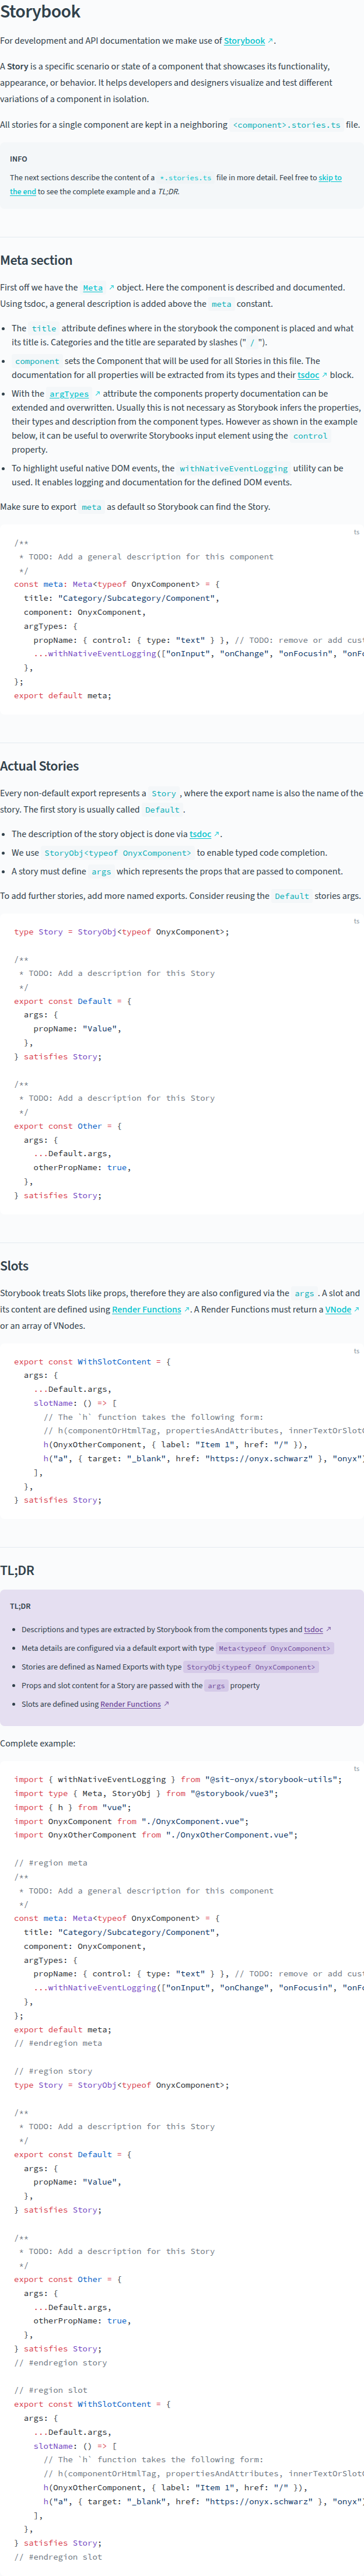 Storybook
For development and API documentation we make use of Storybook ↗.
A Story is a specific scenario or state of a component that showcases its functionality,
appearance, or behavior. It helps developers and designers visualize and test different
variations of a component in isolation.
All stories for a single component are kept in a neighboring <component>.stories.ts file.
INFO
The next sections describe the content of a *.stories.ts file in more detail. Feel free to skip to
the end to see the complete example and a TL;DR.
Meta section
First off we have the Meta ↗ object. Here the component is described and documented.
Using tsdoc, a general description is added above the meta constant.
• The title attribute defines where in the storybook the component is placed and what
its title is. Categories and the title are separated by slashes (" / ").
• component sets the Component that will be used for all Stories in this file. The
documentation for all properties will be extracted from its types and their tsdoc ↗ block.
• With the argTypes ↗ attribute the components property documentation can be
extended and overwritten. Usually this is not necessary as Storybook infers the properties,
their types and description from the component types. However as shown in the example
below, it can be useful to overwrite Storybooks input element using the control
property.
• To highlight useful native DOM events, the withNativeEventLogging utility can be
used. It enables logging and documentation for the defined DOM events.
Make sure to export meta as default so Storybook can find the Story.
ts
/**
 * TODO: Add a general description for this component
 */
const meta: Meta<typeof OnyxComponent> = {
  title: "Category/Subcategory/Component",
  component: OnyxComponent,
  argTypes: {
    propName: { control: { type: "text" } }, // TODO: remove or add cus
    ...withNativeEventLogging(["onInput", "onChange", "onFocusin", "onFo
  },
};
export default meta;
Actual Stories
Every non-default export represents a Story , where the export name is also the name of the
story. The first story is usually called Default .
• The description of the story object is done via tsdoc ↗.
• We use StoryObj<typeof OnyxComponent> to enable typed code completion.
• A story must define args which represents the props that are passed to component.
To add further stories, add more named exports. Consider reusing the Default stories args.
ts
type Story = StoryObj<typeof OnyxComponent>;
/**
 * TODO: Add a description for this Story
 */
export const Default = {
  args: {
    propName: "Value",
  },
} satisfies Story;
/**
 * TODO: Add a description for this Story
 */
export const Other = {
  args: {
    ...Default.args,
    otherPropName: true,
  },
} satisfies Story;
Slots
Storybook treats Slots like props, therefore they are also configured via the args . A slot and
its content are defined using Render Functions ↗. A Render Functions must return a VNode ↗
or an array of VNodes.
ts
export const WithSlotContent = {
  args: {
    ...Default.args,
    slotName: () => [
      // The `h` function takes the following form:
      // h(componentOrHtmlTag, propertiesAndAttributes, innerTextOrSlot
      h(OnyxOtherComponent, { label: "Item 1", href: "/" }),
      h("a", { target: "_blank", href: "https://onyx.schwarz" }, "onyx")
    ],
  },
} satisfies Story;
TL;DR
TL;DR
• Descriptions and types are extracted by Storybook from the components types and tsdoc ↗
• Meta details are configured via a default export with type Meta<typeof OnyxComponent>
• Stories are defined as Named Exports with type StoryObj<typeof OnyxComponent>
• Props and slot content for a Story are passed with the args property
• Slots are defined using Render Functions ↗
Complete example:
ts
import { withNativeEventLogging } from "@sit-onyx/storybook-utils";
import type { Meta, StoryObj } from "@storybook/vue3";
import { h } from "vue";
import OnyxComponent from "./OnyxComponent.vue";
import OnyxOtherComponent from "./OnyxOtherComponent.vue";
// #region meta
/**
 * TODO: Add a general description for this component
 */
const meta: Meta<typeof OnyxComponent> = {
  title: "Category/Subcategory/Component",
  component: OnyxComponent,
  argTypes: {
    propName: { control: { type: "text" } }, // TODO: remove or add cus
    ...withNativeEventLogging(["onInput", "onChange", "onFocusin", "onFo
  },
};
export default meta;
// #endregion meta
// #region story
type Story = StoryObj<typeof OnyxComponent>;
/**
 * TODO: Add a description for this Story
 */
export const Default = {
  args: {
    propName: "Value",
  },
} satisfies Story;
/**
 * TODO: Add a description for this Story
 */
export const Other = {
  args: {
    ...Default.args,
    otherPropName: true,
  },
} satisfies Story;
// #endregion story
// #region slot
export const WithSlotContent = {
  args: {
    ...Default.args,
    slotName: () => [
      // The `h` function takes the following form:
      // h(componentOrHtmlTag, propertiesAndAttributes, innerTextOrSlot
      h(OnyxOtherComponent, { label: "Item 1", href: "/" }),
      h("a", { target: "_blank", href: "https://onyx.schwarz" }, "onyx")
    ],
  },
} satisfies Story;
// #endregion slot